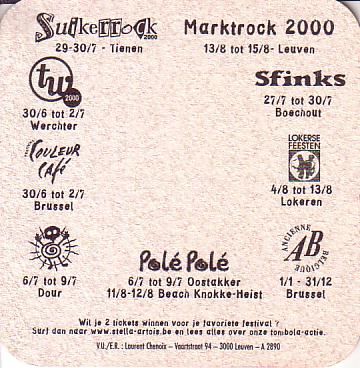 Suikerrock 2000
29-30/7 - Tienen
Marktrock 2000
13/8 tot 15/8- Leuven
tw 2000
30/6 tot 2/7
Werchter
Sfinks
27/7 tot 30/7
Boechout
COULEUR
CAFÉ
30/6 tot 2/7
Brussel
LOKERSE
FEESTEN
4/8 tot 13/8
Lokeren
6/7 tot 9/7
Dour
Polé Polé
6/7 tot 9/7 Oostakker
11/8-12/8 Beach Knokke-Heist
ANCIENNE
AB
BELGIQUE
1/1 - 31/12
Brussel
Wil je 2 tickets winnen voor je favoriete festival ?
Surf dan naar www.stella-artois.be en lees alles over onze tombola-actie.
V.U./E.R. : Laurent Chenoix - Vaartstraat 94 - 3000 Leuven - A 2890